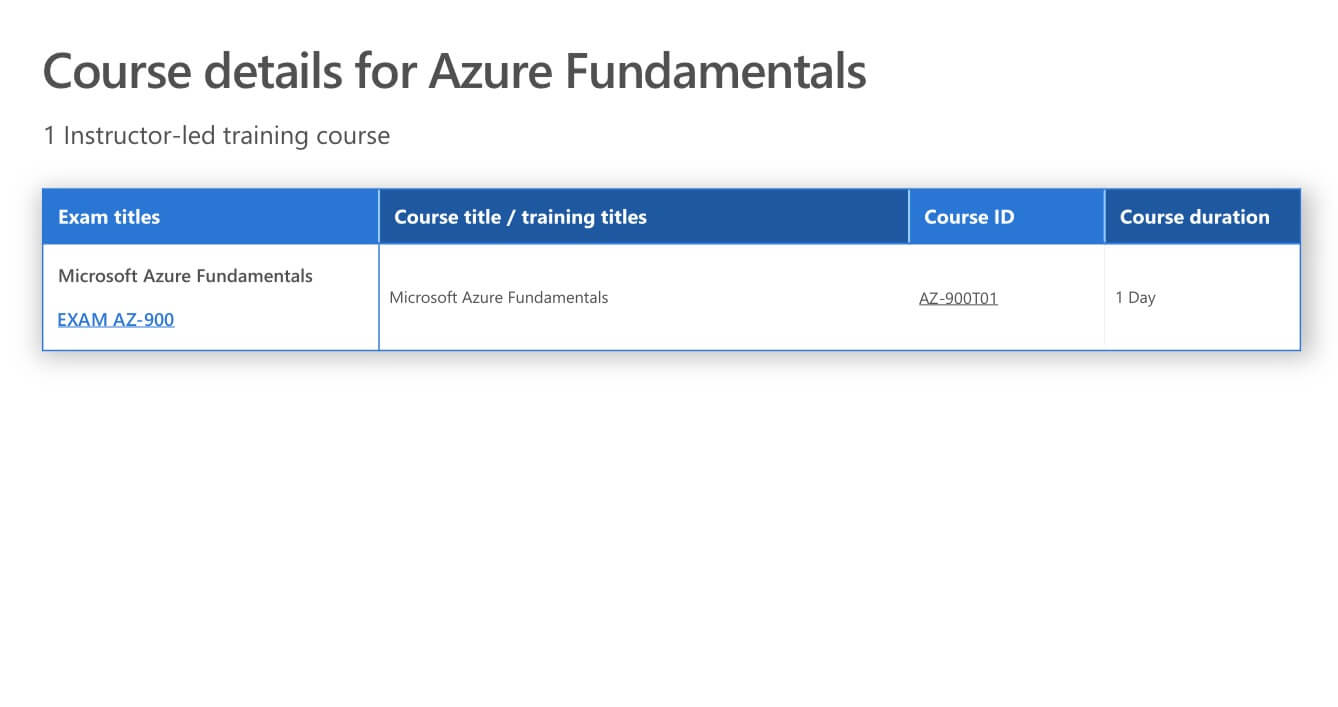 Course details for Azure Fundamentals
1 Instructor-led training course
Exam titles
Course title / training titles
Course ID
Course duration
Microsoft Azure Fundamentals
EXAM AZ-900
Microsoft Azure Fundamentals
AZ-900T01
1 Day